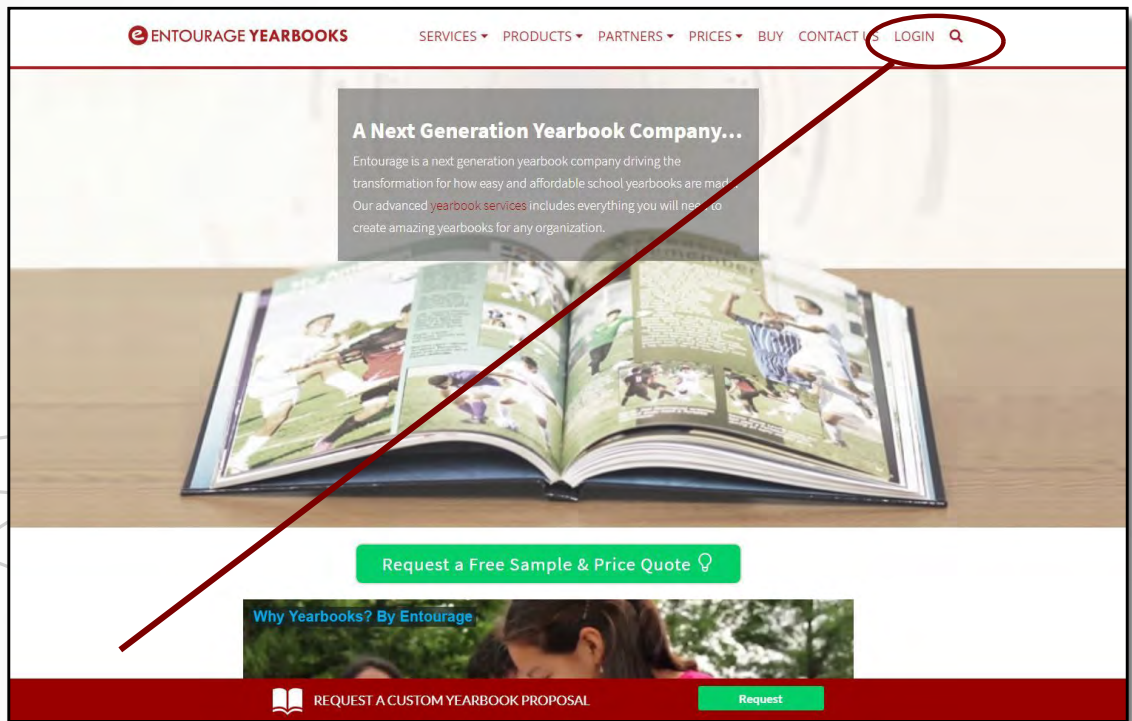 e ENTOURAGE YEARBOOKS
SERVICES PRODUCTS PARTNERS PRICES BUY CONTACT US LOGIN
A Next Generation Yearbook Company...
Entourage is a next generation yearbook company driving the
transformation for how easy and affordable school yearbooks are made.
Our advanced yearbook services includes everything you will need to
create amazing yearbooks for any organization.
Request a Free Sample & Price Quote
Why Yearbooks? By Entourage
REQUEST A CUSTOM YEARBOOK PROPOSAL
Request